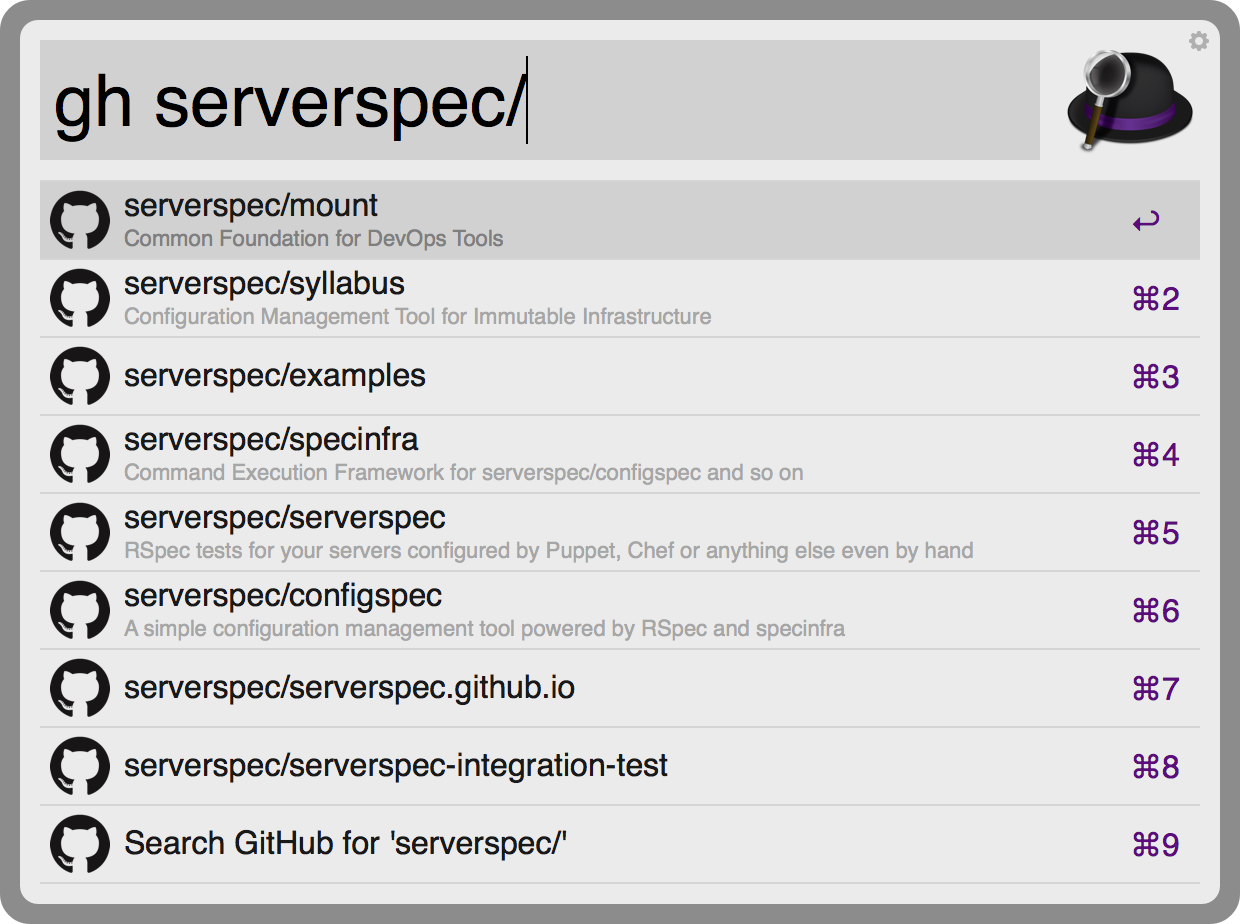 gh serverspec/
serverspec/mount
Common Foundation for DevOps Tools
↩
serverspec/syllabus
Configuration Management Tool for Immutable Infrastructure
⌘2
serverspec/examples
⌘3
serverspec/specinfra
Command Execution Framework for serverspec/configspec and so on
⌘4
serverspec/serverspec
RSpec tests for your servers configured by Puppet, Chef or anything else even by hand
⌘5
serverspec/configspec
A simple configuration management tool powered by RSpec and specinfra
⌘6
serverspec/serverspec.github.io
⌘7
serverspec/serverspec-integration-test
⌘8
Search GitHub for 'serverspec/'
⌘9